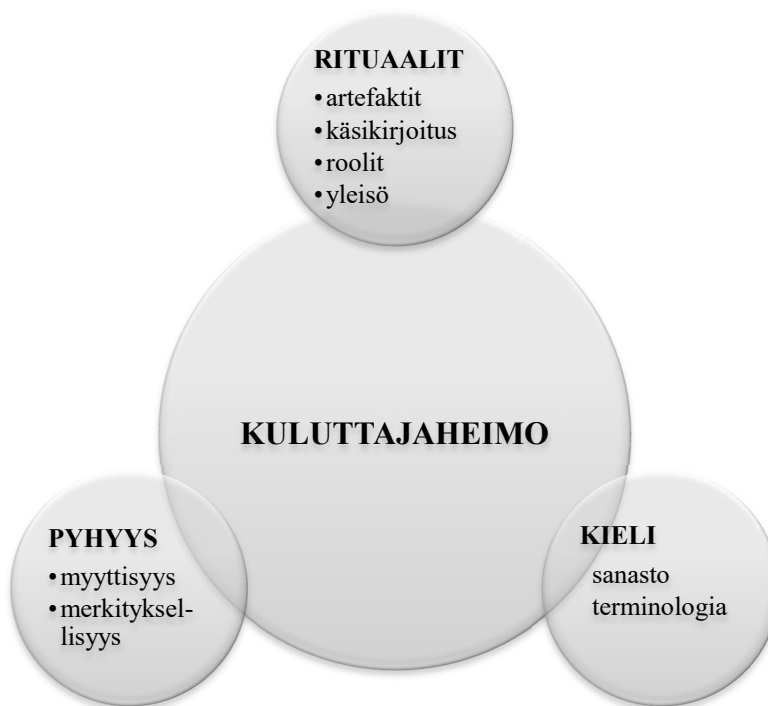 RITUAALIT
•artefaktit
•käsikirjoitus
•roolit
•yleisö
KULUTTAJAHEIMO
PYHYYS
•myyttisyys
•merkityksel-
lisyys
KIELI
sanasto
terminologia